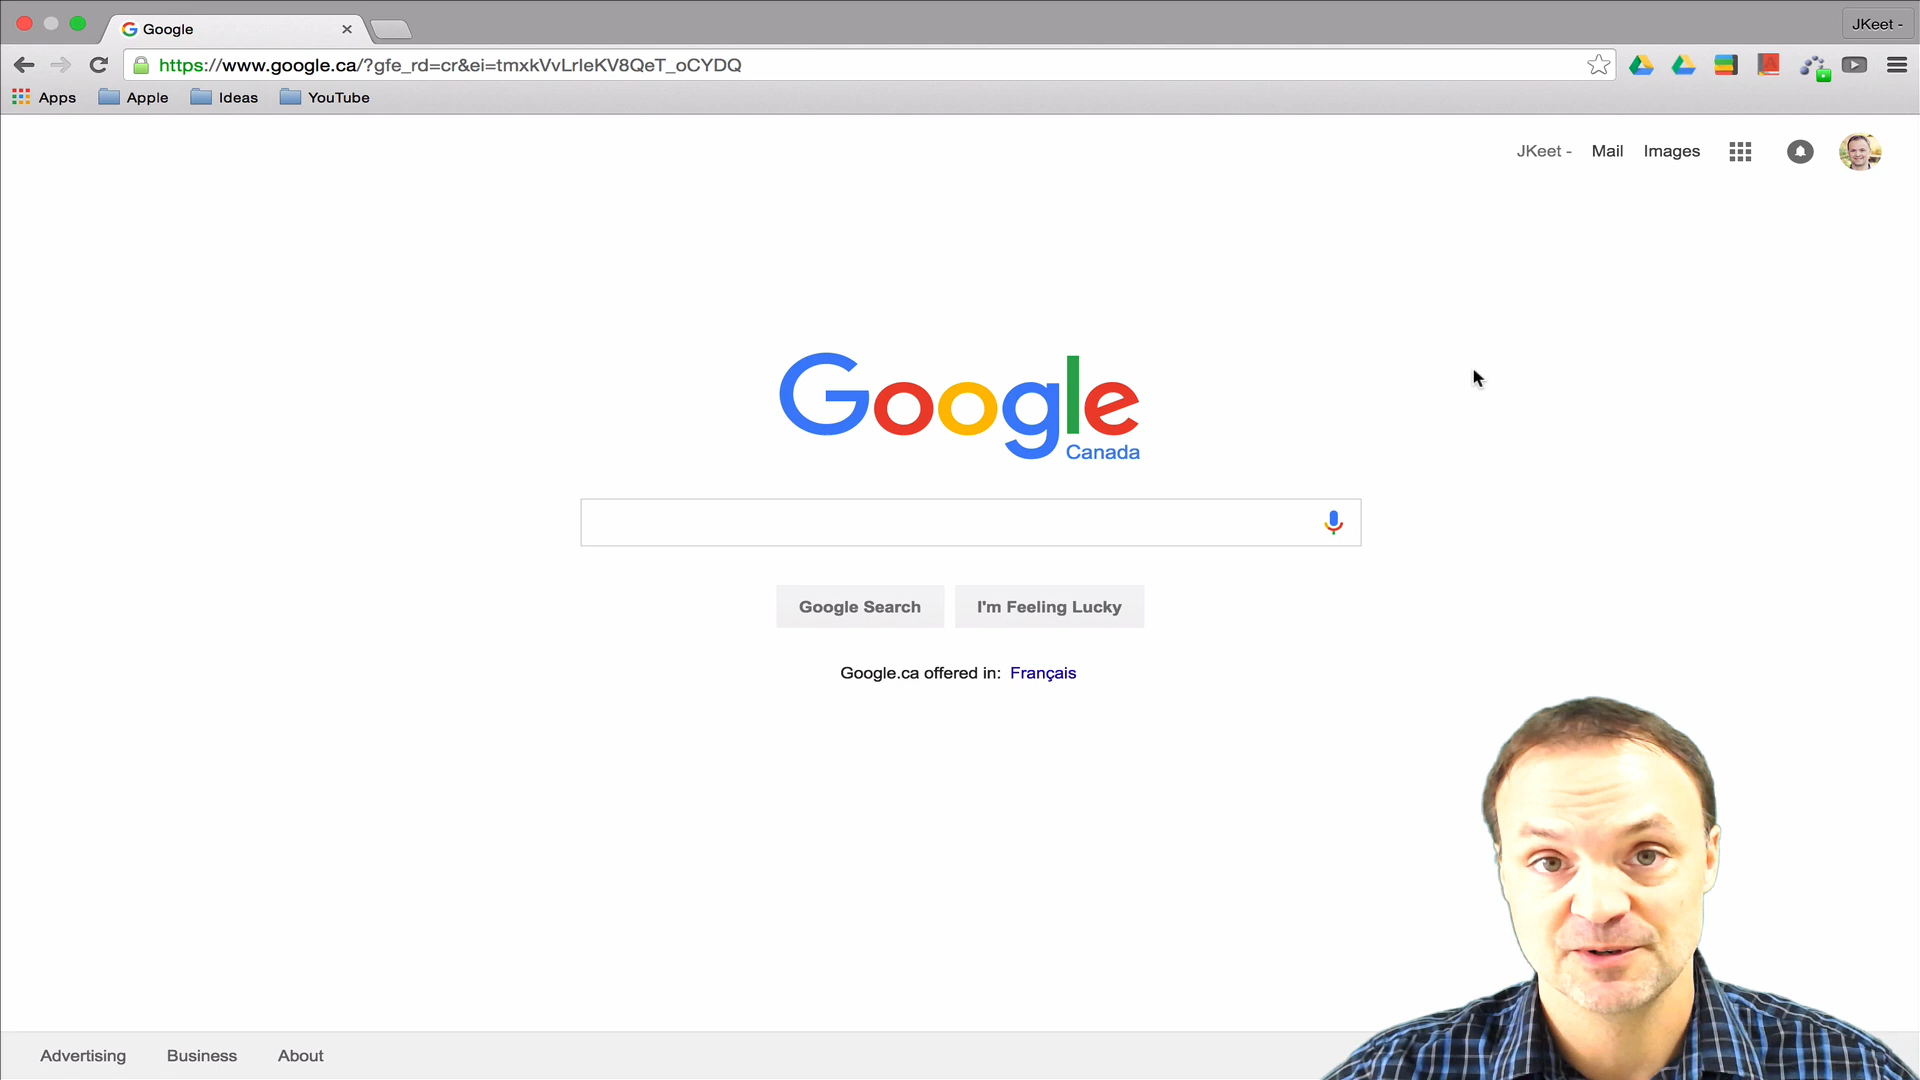 Google
JKeet -
https://www.google.ca/?gfe_rd=cr&ei=tmxkVvLrIeKV8QeT_oCYDQ
Apps Apple Ideas YouTube
JKeet - Mail Images
Google
Canada
Google Search I'm Feeling Lucky
Google.ca offered in: Français
Advertising Business About